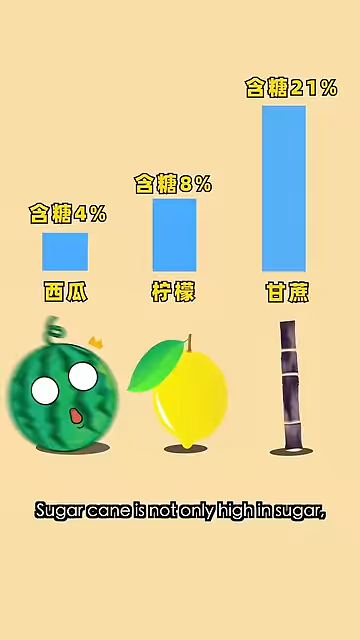 含糖21%
含糖8%
含糖4%
西瓜
柠檬
甘蔗
Sugar cane is not only high in sugar,